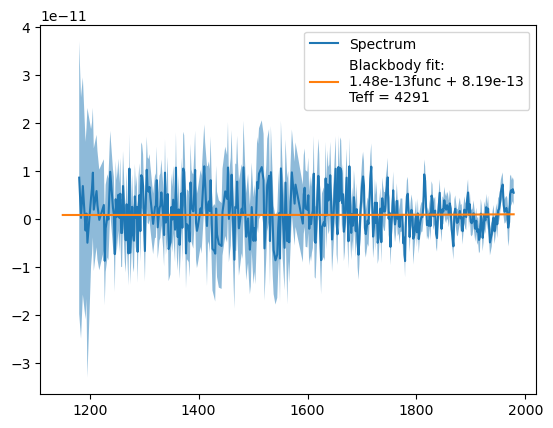 1e−11
4
3
2
1
0
−1
−2
−3
1200
1400
1600
1800
2000
Spectrum
Blackbody fit:
1.48e-13func + 8.19e-13
Teff = 4291